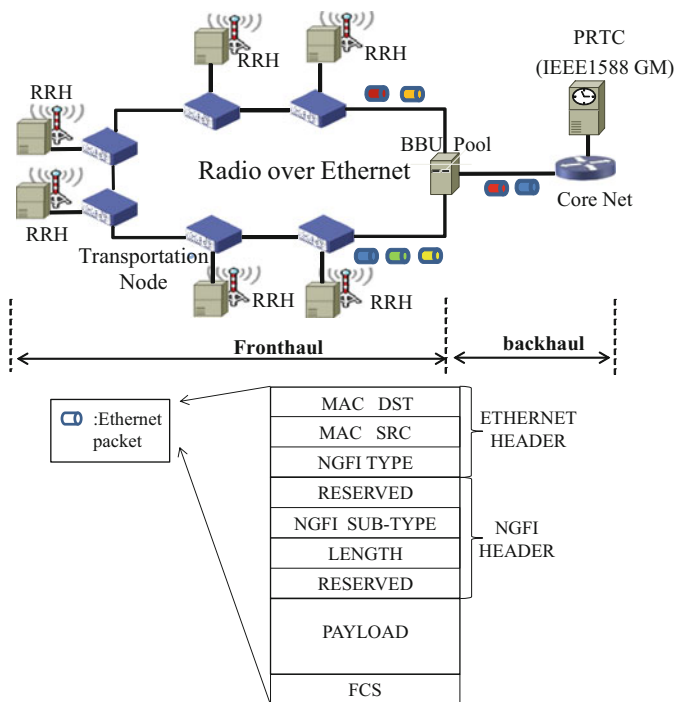 PRTC
(IEEE1588 GM)
RRH
RRH
RRH
RRH
BBU Pool
Radio over Ethernet
Core Net
Transportation
Node
RRH
RRH
Fronthaul
backhaul
:Ethernet
packet
MAC DST
MAC SRC
NGFI TYPE
ETHERNET
HEADER
RESERVED
NGFI SUB-TYPE
LENGTH
RESERVED
NGFI
HEADER
PAYLOAD
FCS